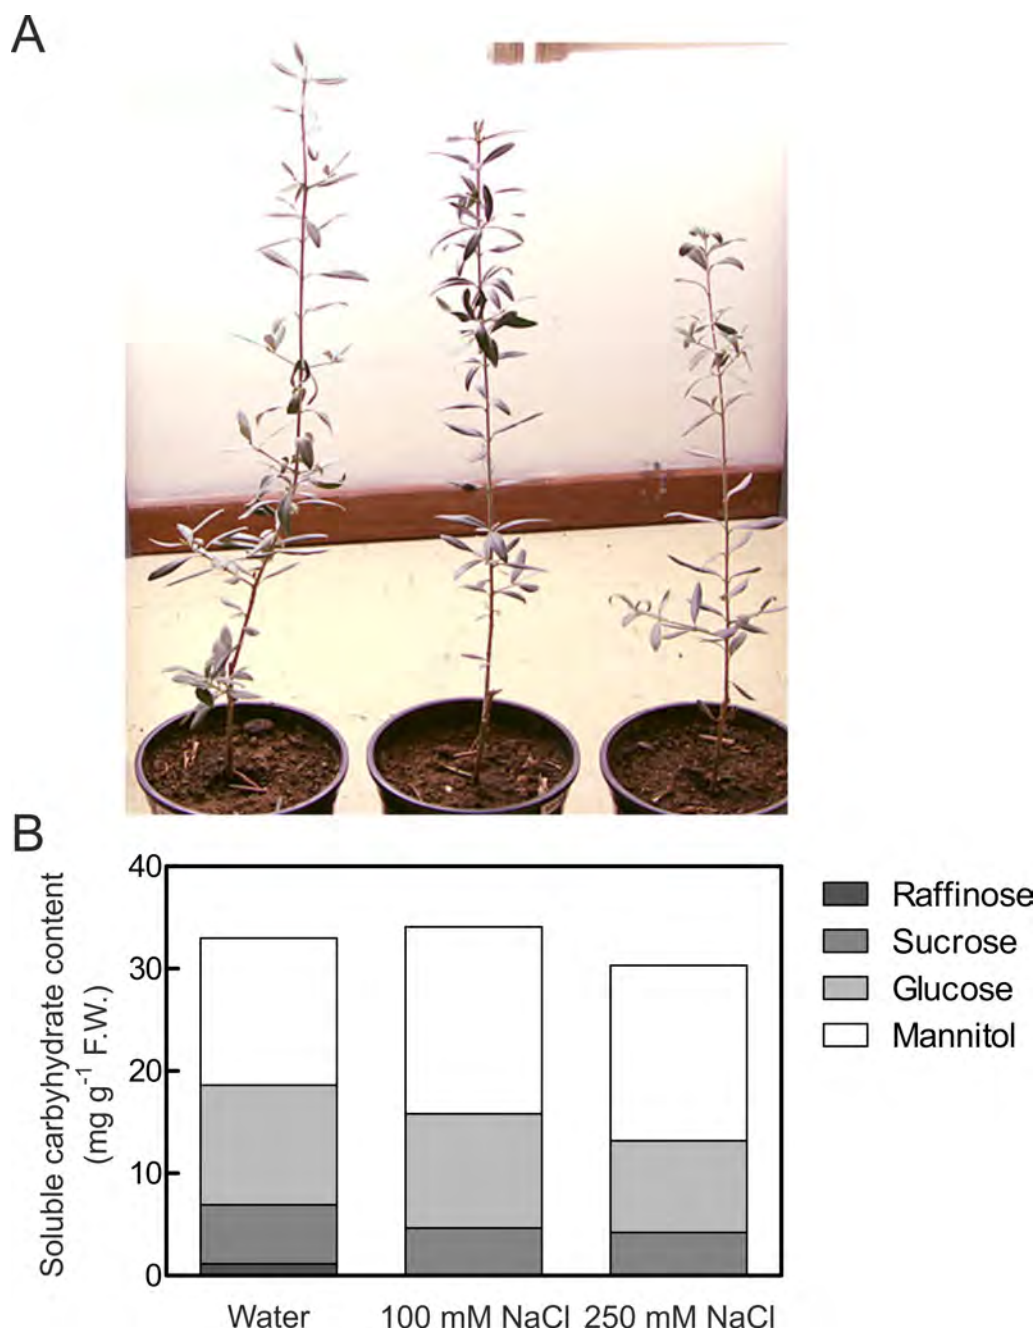 A
B
Soluble carbyhydrate content
(mg g⁻¹ F.W.)
40
30
20
10
0
Water
100 mM NaCl
250 mM NaCl
Raffinose
Sucrose
Glucose
Mannitol